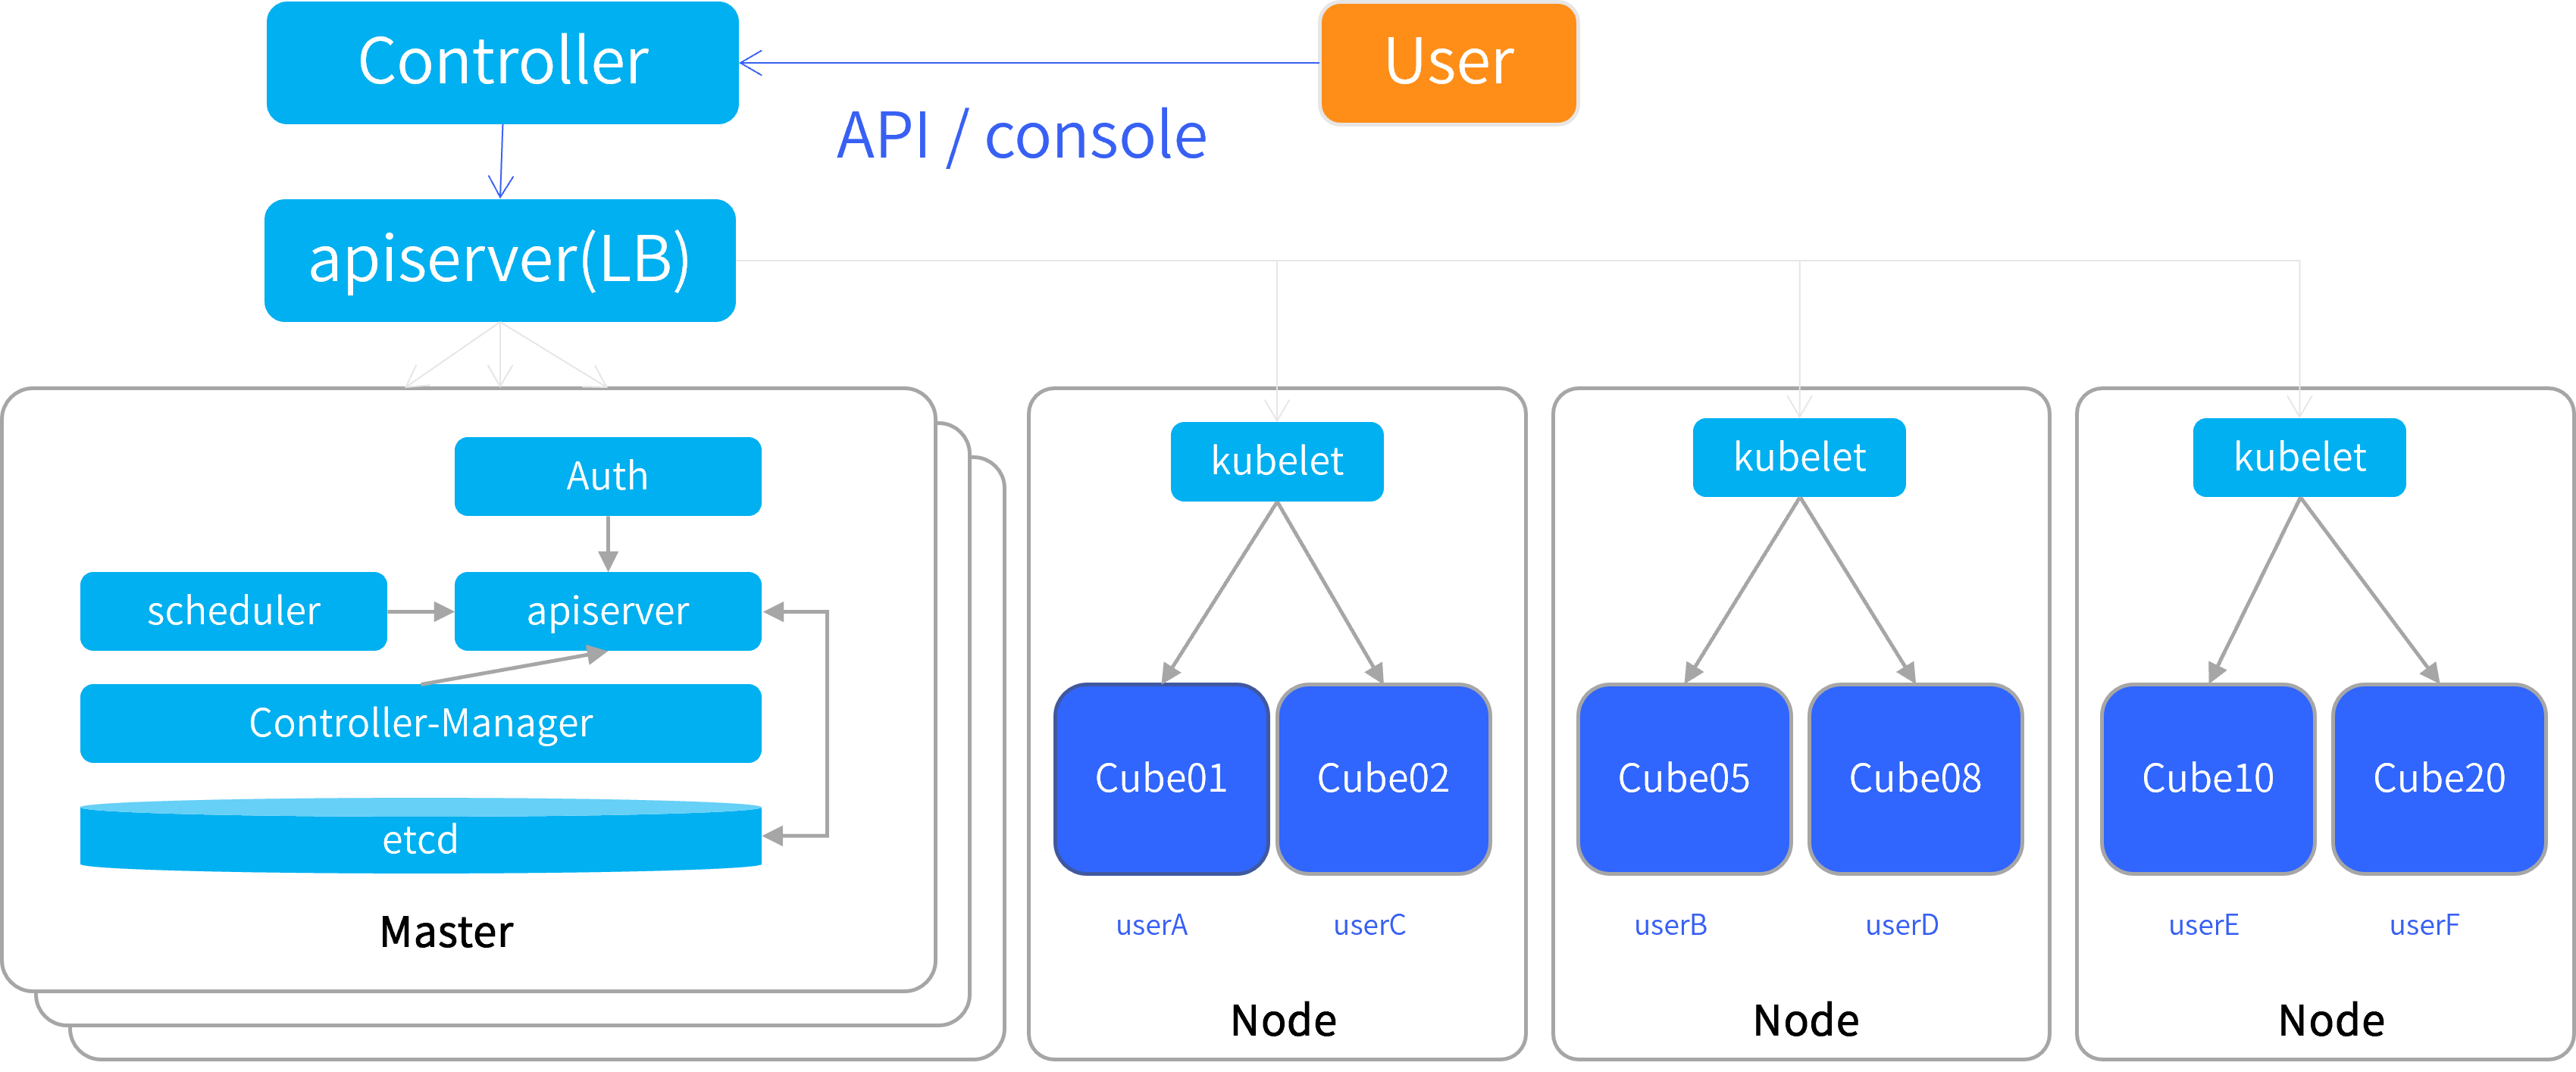 Controller
User
API / console
apiserver(LB)
Auth
scheduler
apiserver
Controller-Manager
etcd
Master
kubelet
Cube01
Cube02
userA
userC
Node
kubelet
Cube05
Cube08
userB
userD
Node
kubelet
Cube10
Cube20
userE
userF
Node